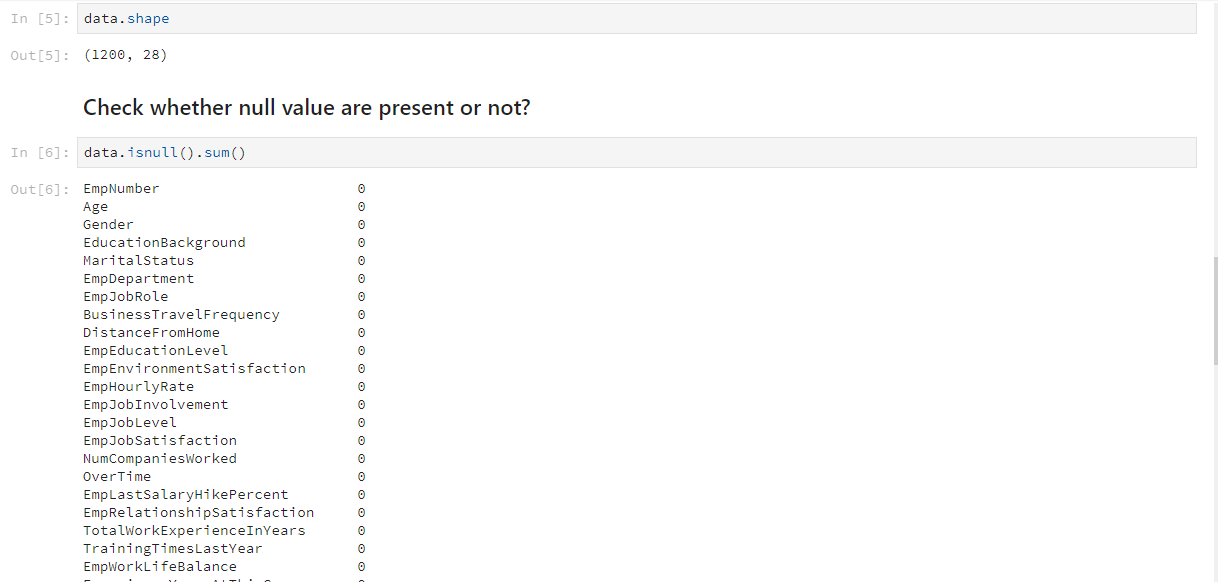 In [5]: data.shape
Out[5]: (1200, 28)
Check whether null value are present or not?
In [6]: data.isnull().sum()
Out[6]: EmpNumber 0
Age 0
Gender 0
EducationBackground 0
MaritalStatus 0
EmpDepartment 0
EmpJobRole 0
BusinessTravelFrequency 0
DistanceFromHome 0
EmpEducationLevel 0
EmpEnvironmentSatisfaction 0
EmpHourlyRate 0
EmpJobInvolvement 0
EmpJobLevel 0
EmpJobSatisfaction 0
NumCompaniesWorked 0
OverTime 0
EmpLastSalaryHikePercent 0
EmpRelationshipSatisfaction 0
TotalWorkExperienceInYears 0
TrainingTimesLastYear 0
EmpWorkLifeBalance 0